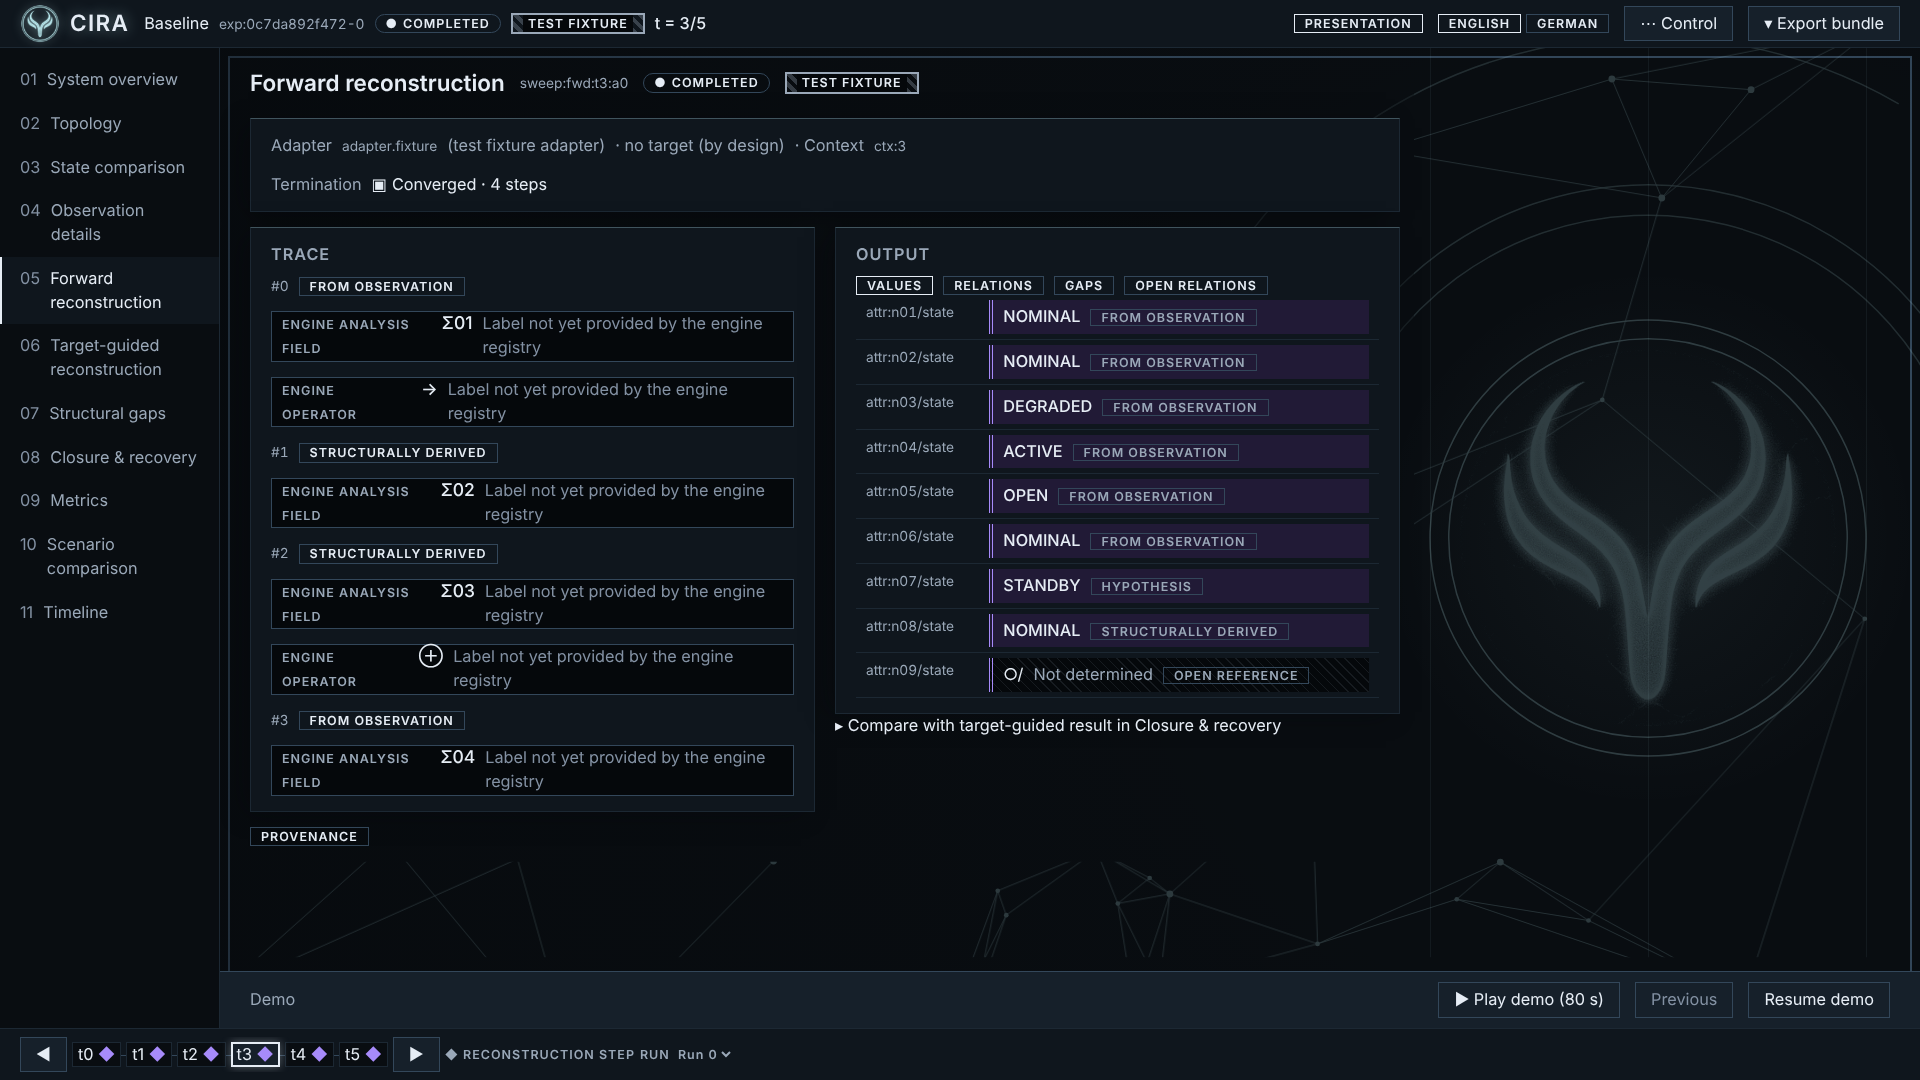 CIRA Baseline exp:0c7da892f472-0 ● COMPLETED TEST FIXTURE t = 3/5 PRESENTATION ENGLISH GERMAN ··· Control ▾ Export bundle
01 System overview
02 Topology
03 State comparison
04 Observation
details
05 Forward
reconstruction
06 Target-guided
reconstruction
07 Structural gaps
08 Closure & recovery
09 Metrics
10 Scenario
comparison
11 Timeline
Forward reconstruction sweep:fwd:t3:a0 ● COMPLETED TEST FIXTURE
Adapter adapter.fixture (test fixture adapter) · no target (by design) · Context ctx:3
Termination ▣ Converged · 4 steps
TRACE
#0 FROM OBSERVATION
ENGINE ANALYSIS FIELD Σ01 Label not yet provided by the engine
registry
ENGINE OPERATOR → Label not yet provided by the engine
registry
#1 STRUCTURALLY DERIVED
ENGINE ANALYSIS FIELD Σ02 Label not yet provided by the engine
registry
#2 STRUCTURALLY DERIVED
ENGINE ANALYSIS FIELD Σ03 Label not yet provided by the engine
registry
ENGINE OPERATOR ⊕ Label not yet provided by the engine
registry
#3 FROM OBSERVATION
ENGINE ANALYSIS FIELD Σ04 Label not yet provided by the engine
registry
PROVENANCE
OUTPUT
VALUES RELATIONS GAPS OPEN RELATIONS
attr:n01/state NOMINAL FROM OBSERVATION
attr:n02/state NOMINAL FROM OBSERVATION
attr:n03/state DEGRADED FROM OBSERVATION
attr:n04/state ACTIVE FROM OBSERVATION
attr:n05/state OPEN FROM OBSERVATION
attr:n06/state NOMINAL FROM OBSERVATION
attr:n07/state STANDBY HYPOTHESIS
attr:n08/state NOMINAL STRUCTURALLY DERIVED
attr:n09/state O/ Not determined OPEN REFERENCE
▸ Compare with target-guided result in Closure & recovery
Demo ▶ Play demo (80 s) Previous Resume demo
◀ t0 ◆ t1 ◆ t2 ◆ t3 ◆ t4 ◆ t5 ◆ ▶ ◆ RECONSTRUCTION STEP RUN Run 0